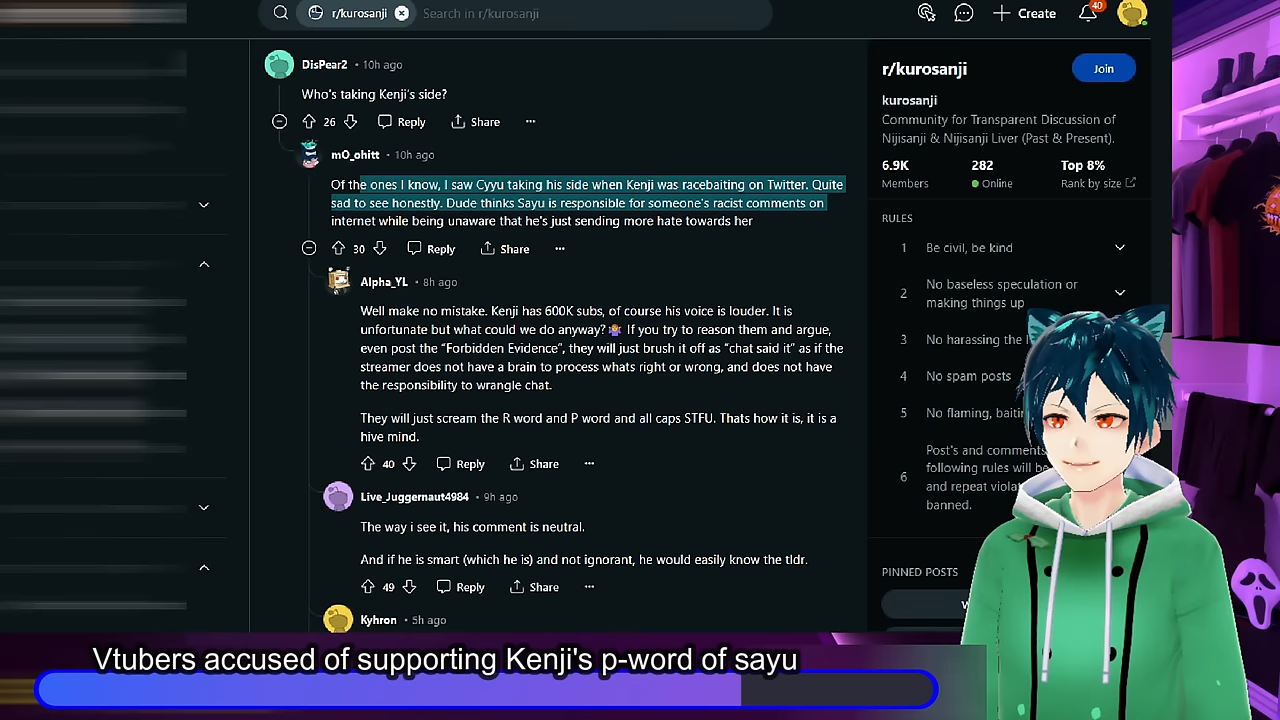 r/kurosanji
Search in r/kurosanji
Create
40
DisPear2 • 10h ago
Who's taking Kenji's side?
26 Reply Share
mO_ohitt • 10h ago
Of the ones I know, I saw Cyyu taking his side when Kenji was racebaiting on Twitter. Quite
sad to see honestly. Dude thinks Sayu is responsible for someone's racist comments on
internet while being unaware that he's just sending more hate towards her
30 Reply Share
Alpha_YL • 8h ago
Well make no mistake. Kenji has 600K subs, of course his voice is louder. It is
unfortunate but what could we do anyway?🤷‍♀️ If you try to reason them and argue,
even post the “Forbidden Evidence”, they will just brush it off as “chat said it” as if the
streamer does not have a brain to process whats right or wrong, and does not have
the responsibility to wrangle chat.
They will just scream the R word and P word and all caps STFU. Thats how it is, it is a
hive mind.
40 Reply Share
Live_Juggernaut4984 • 9h ago
The way i see it, his comment is neutral.
And if he is smart (which he is) and not ignorant, he would easily know the tldr.
49 Reply Share
Kyhron • 5h ago
r/kurosanji
Join
kurosanji
Community for Transparent Discussion of
Nijisanji & Nijisanji Liver (Past & Present).
6.9K 282 Top 8%
Members Online Rank by size
RULES
1 Be civil, be kind
2 No baseless speculation or
making things up
3 No harassing the
4 No spam posts
5 No flaming,
6 Post's and comments
following rules will be
and repeat
banned.
PINNED POSTS
Vtubers accused of supporting Kenji's p-word of sayu